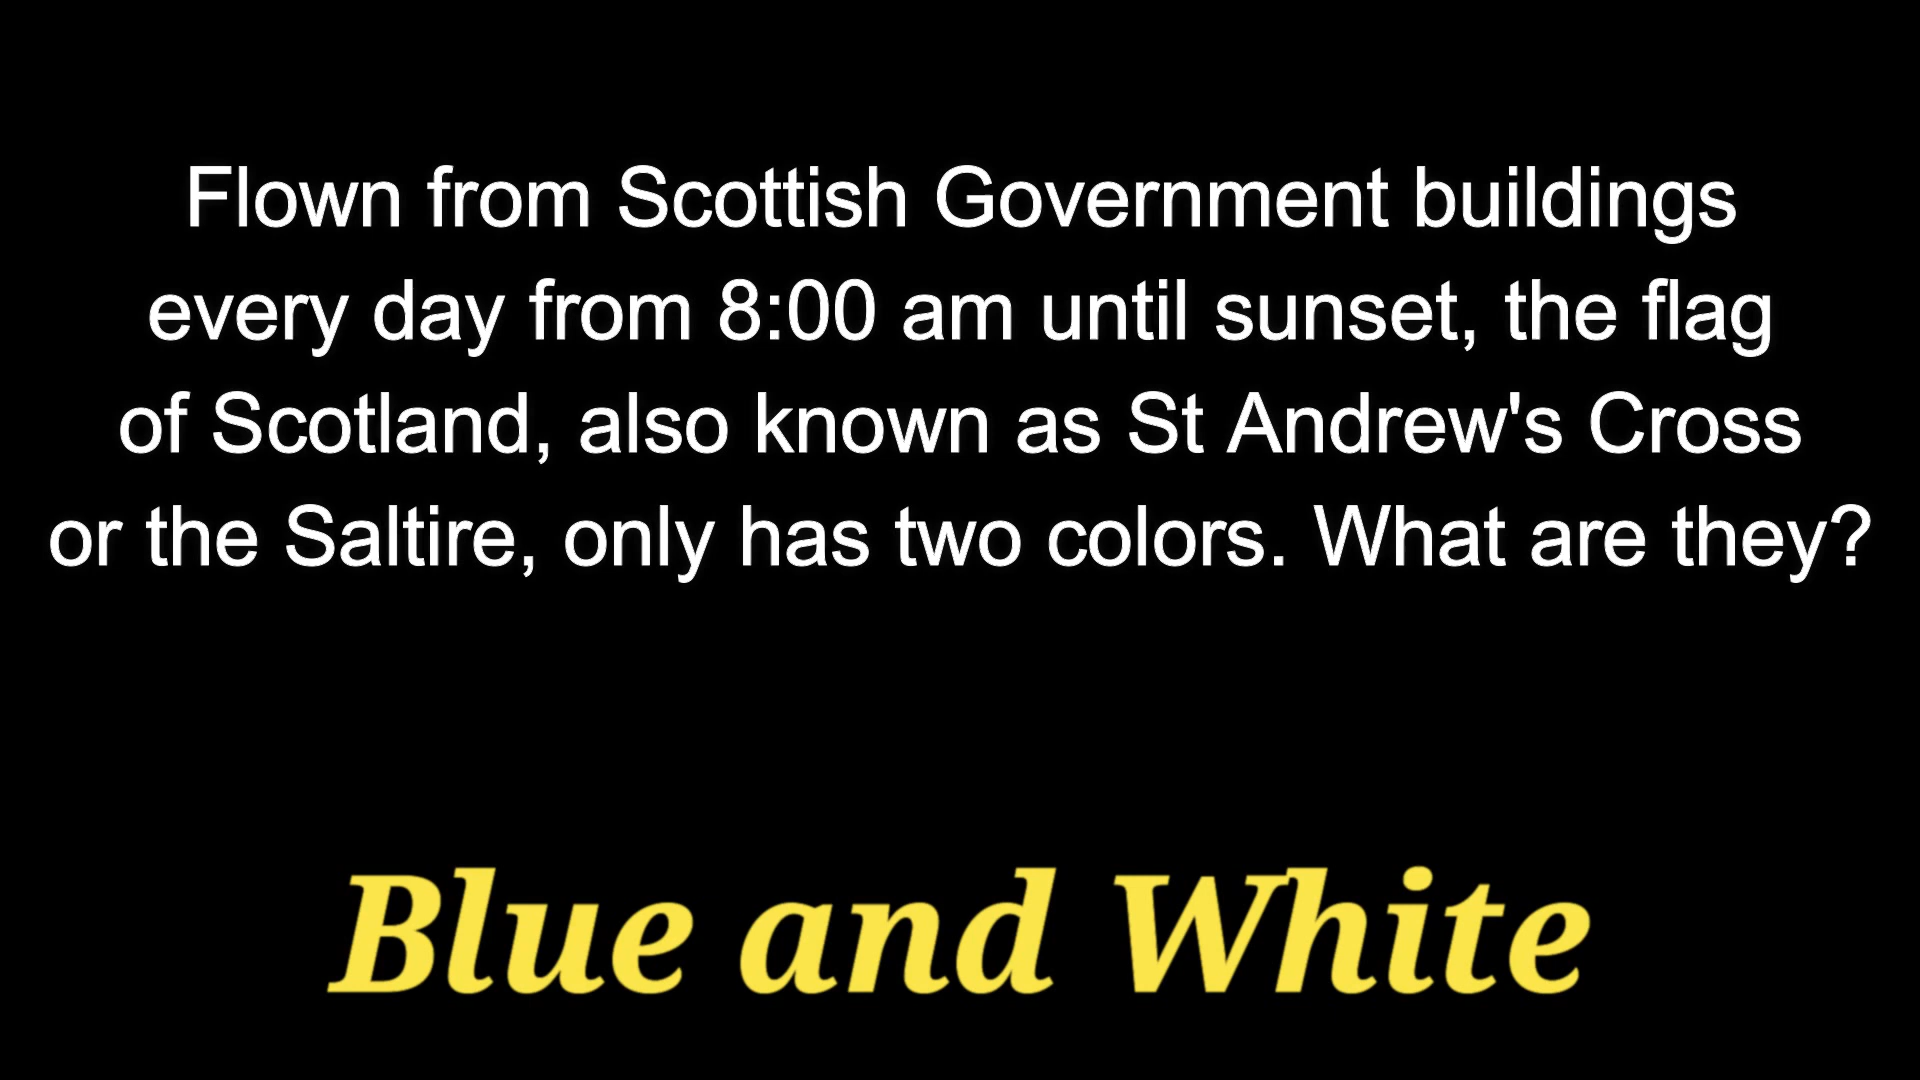 Flown from Scottish Government buildings
every day from 8:00 am until sunset, the flag
of Scotland, also known as St Andrew's Cross
or the Saltire, only has two colors. What are they?
Blue and White